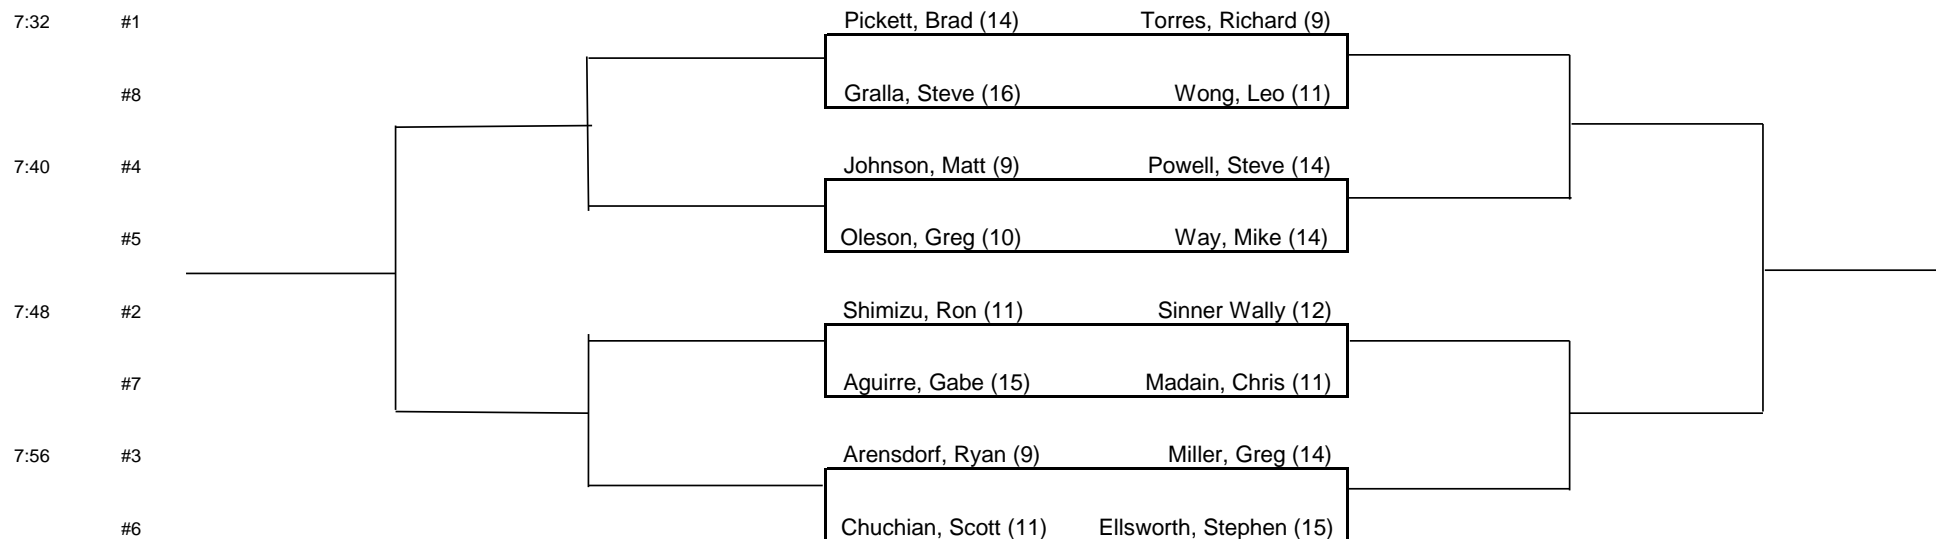 7:32 #1 Pickett, Brad (14) Torres, Richard (9)
#8 Gralla, Steve (16) Wong, Leo (11)
7:40 #4 Johnson, Matt (9) Powell, Steve (14)
#5 Oleson, Greg (10) Way, Mike (14)
7:48 #2 Shimizu, Ron (11) Sinner Wally (12)
#7 Aguirre, Gabe (15) Madain, Chris (11)
7:56 #3 Arensdorf, Ryan (9) Miller, Greg (14)
#6 Chuchian, Scott (11) Ellsworth, Stephen (15)